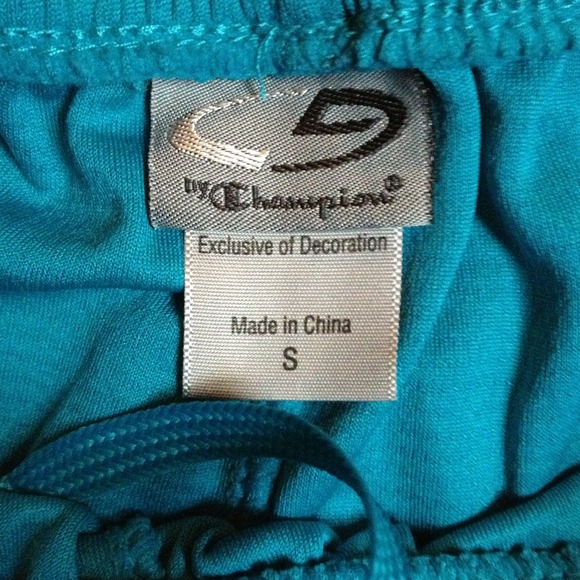 by Champion®
Exclusive of Decoration
Made in China
S